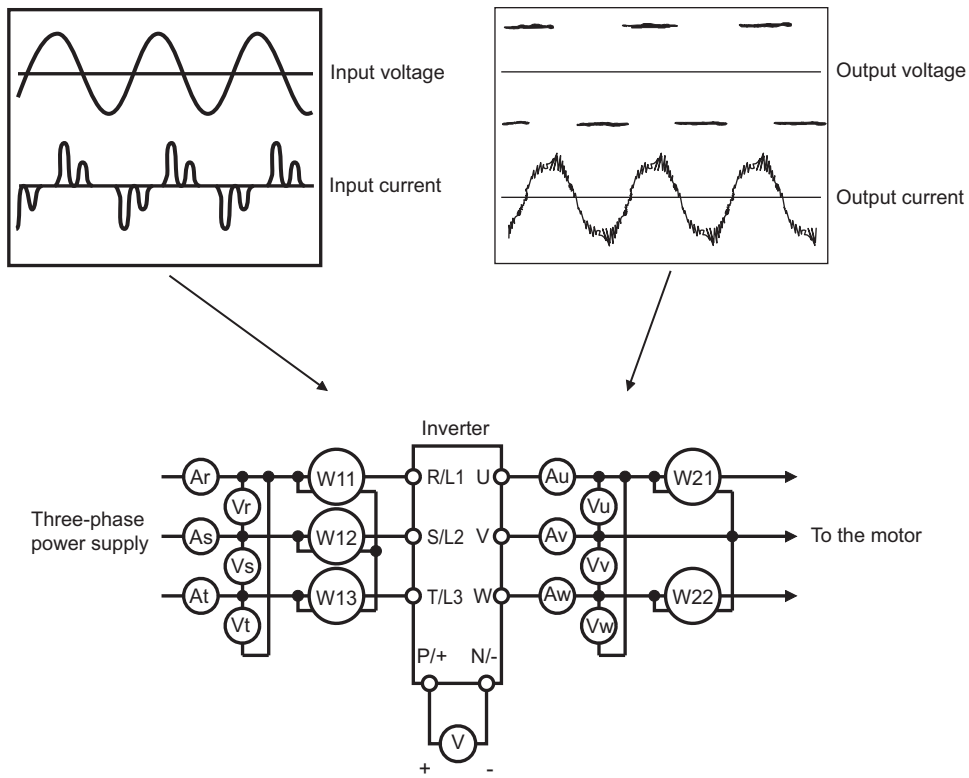 Input voltage
Input current
Output voltage
Output current
Inverter
Three-phase
power supply
Ar
As
At
Vr
Vs
Vt
W11
W12
W13
R/L1
S/L2
T/L3
U
V
W
P/+
N/-
V
+
-
Au
Av
Aw
Vu
Vv
Vw
W21
W22
To the motor